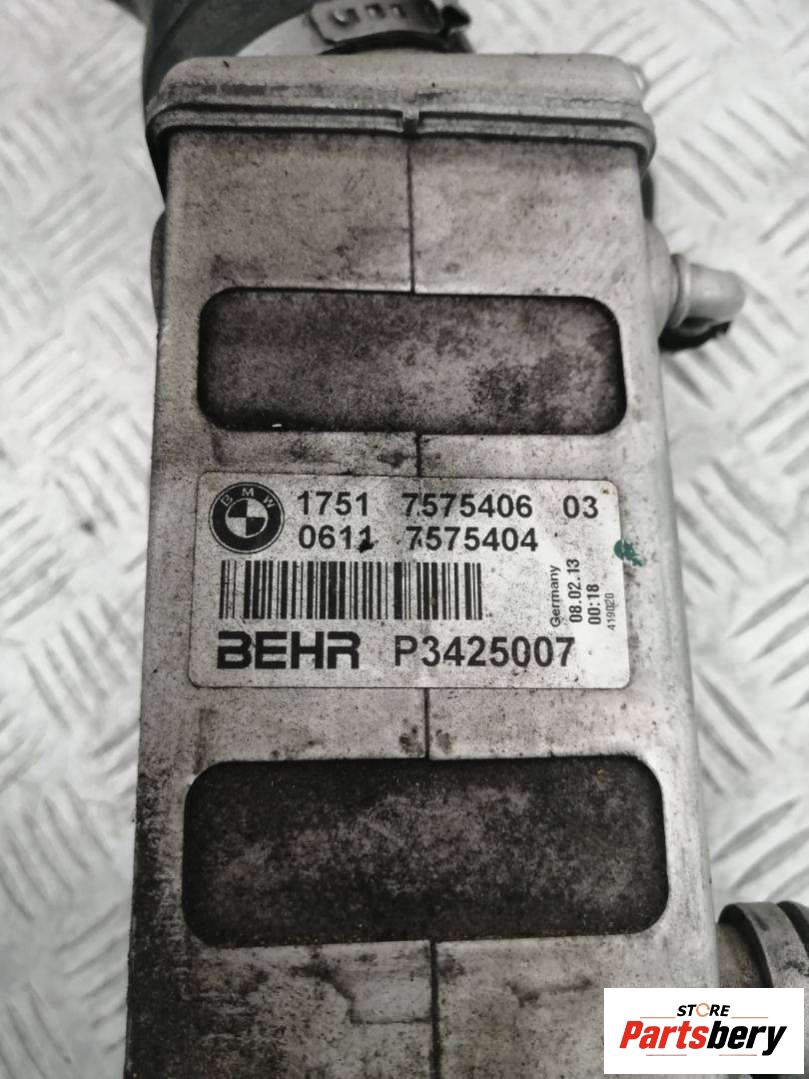 BMW
1751 7575406 03
0611 7575404
Germany
08.02.13
00:18
419020
BEHR P3425007
STORE
Partsbery